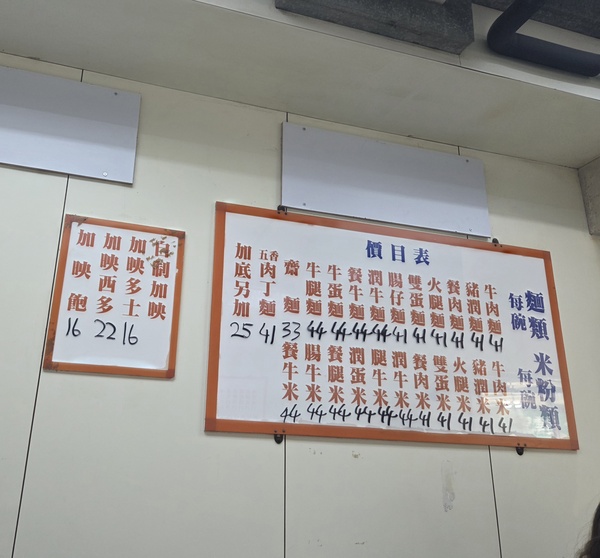 價目表
麵類
每碗
牛肉麵 41
豬潤麵 41
餐肉麵 41
火腿麵 41
雙蛋麵 41
腸仔麵 41
潤牛麵 44
餐牛麵 44
牛蛋麵 44
牛腿麵 44
齋麵 33
五香肉丁麵 41
加底另加 25
米粉類
每碗
牛肉米 41
豬潤米 41
火腿米 41
雙蛋米 41
餐肉米 41
潤牛米 44
腿牛米 44
潤蛋米 44
餐腿米 44
腸牛米 44
餐牛米 44
自制加映
加映多士 16
加映西多 22
加映飽 16